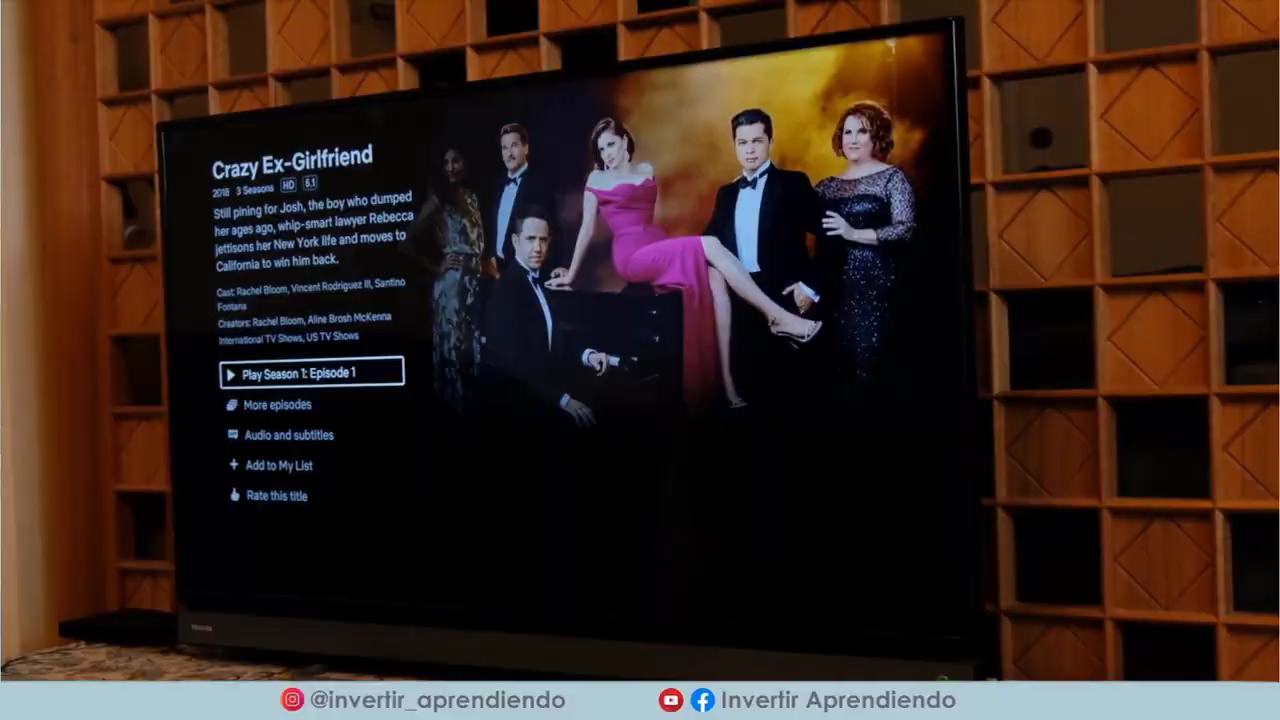 Crazy Ex-Girlfriend
2018 3 Seasons HD 5.1
Still pining for Josh, the boy who dumped
her ages ago, whip-smart lawyer Rebecca
jettisons her New York life and moves to
California to win him back.
Cast: Rachel Bloom, Vincent Rodriguez III, Santino
Fontana
Creators: Rachel Bloom, Aline Brosh McKenna
International TV Shows, US TV Shows
Play Season 1: Episode 1
More episodes
Audio and subtitles
Add to My List
Rate this title
TOSHIBA
@invertir_aprendiendo
Invertir Aprendiendo